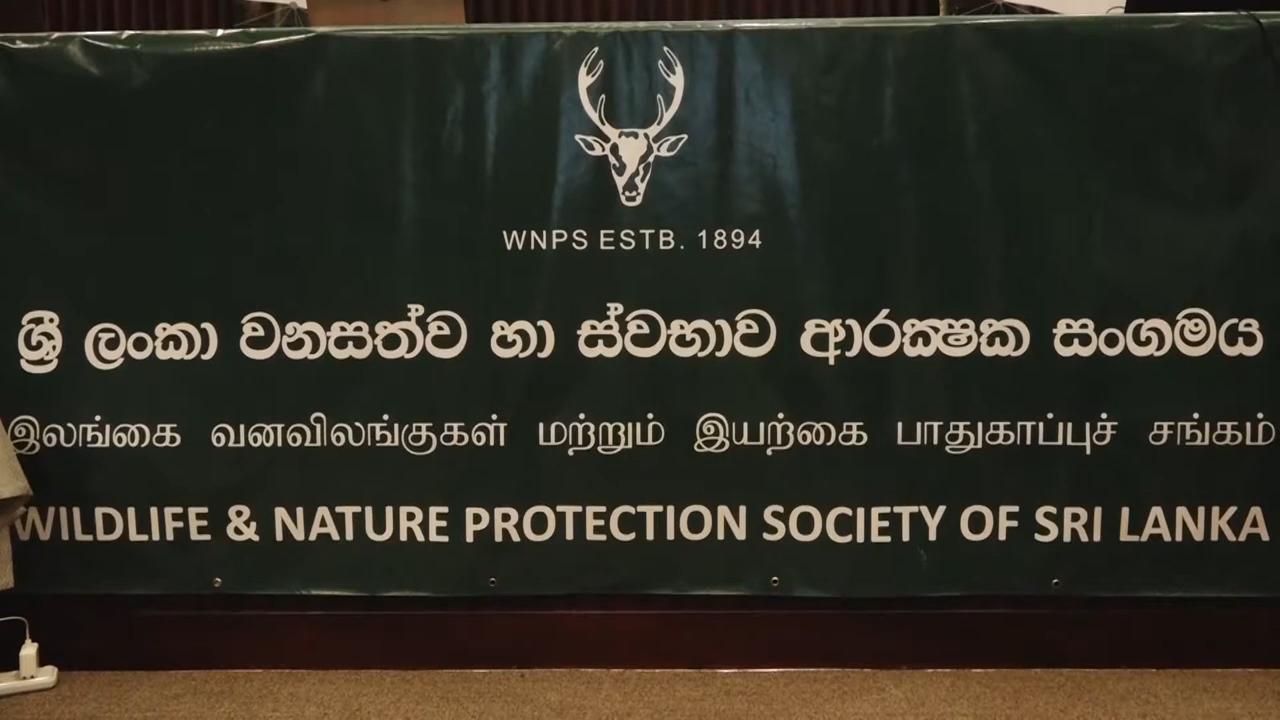 WNPS ESTB. 1894
ශ්‍රී ලංකා වනසත්ව හා ස්වභාව ආරක්ෂක සංගමය
இலங்கை வனவிலங்குகள் மற்றும் இயற்கை பாதுகாப்புச் சங்கம்
WILDLIFE & NATURE PROTECTION SOCIETY OF SRI LANKA